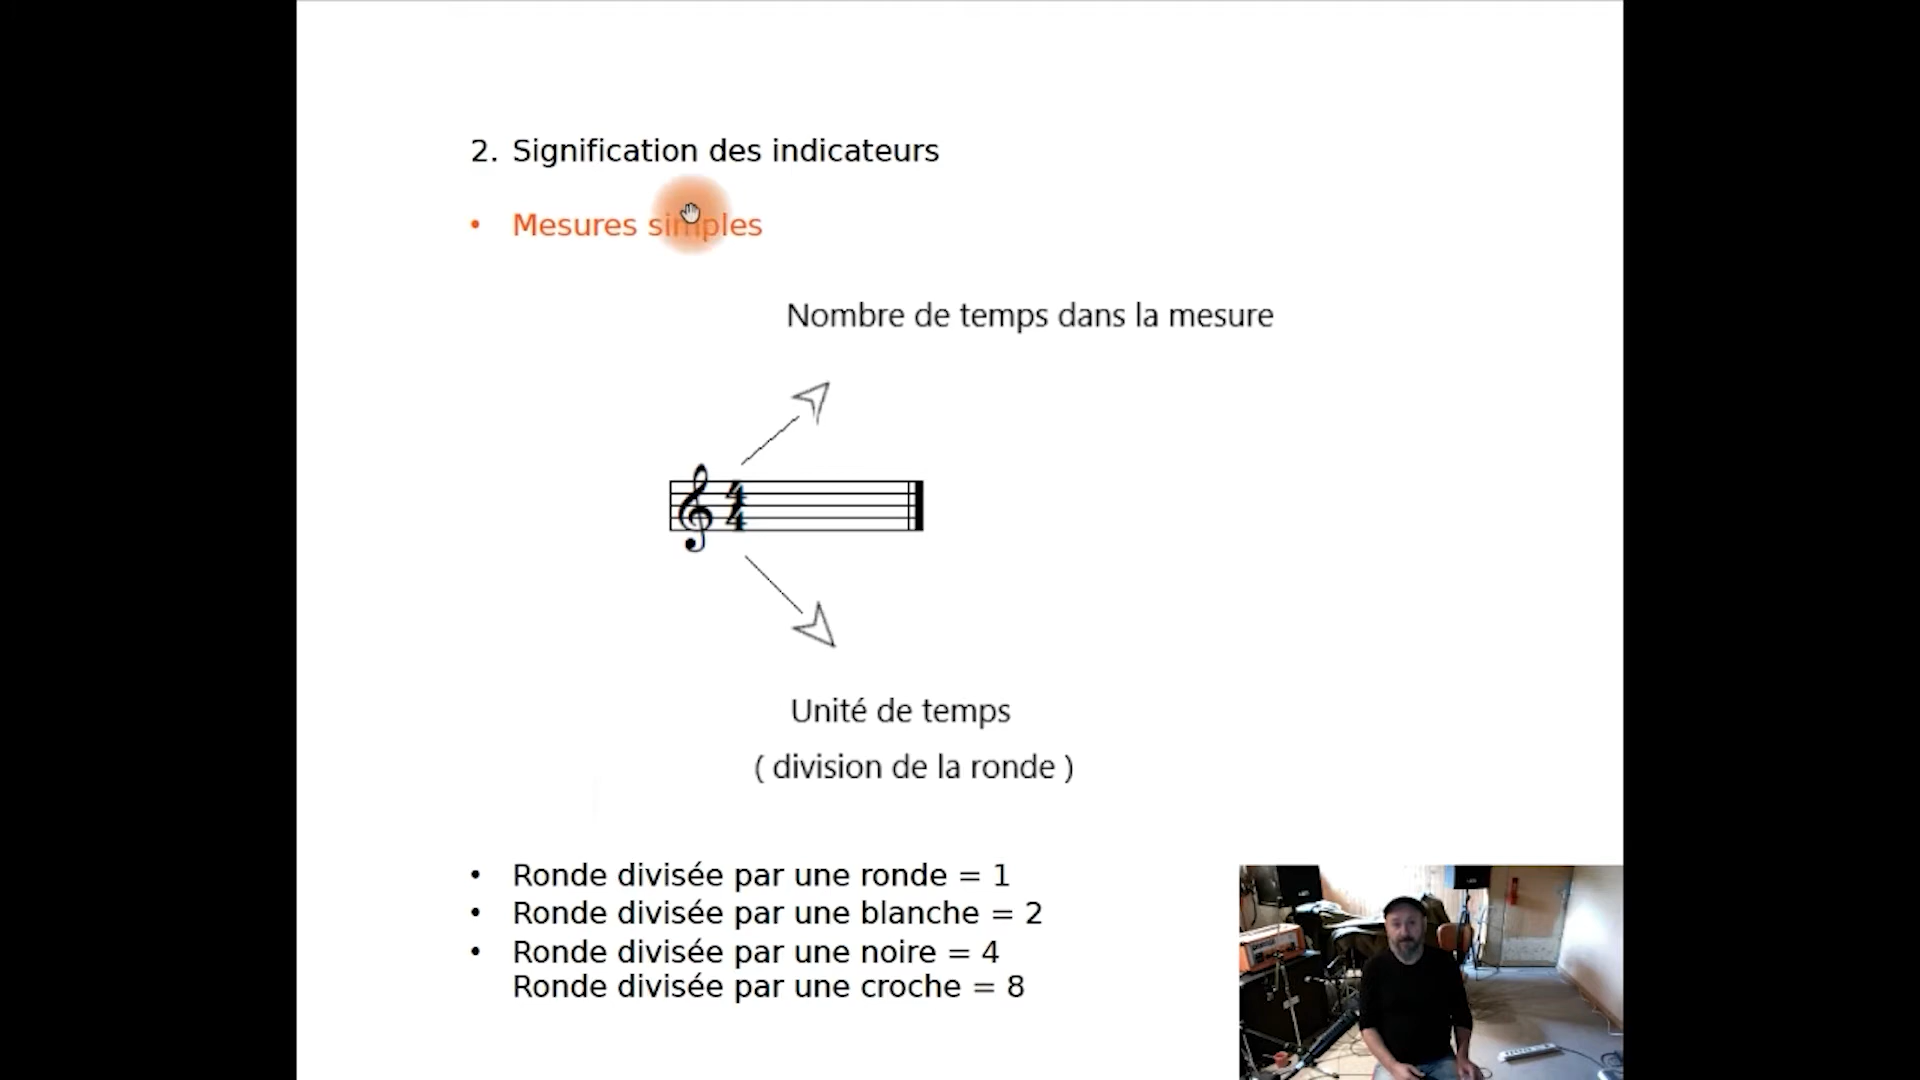 2. Signification des indicateurs
• Mesures simples
Nombre de temps dans la mesure
4
4
Unité de temps
( division de la ronde )
• Ronde divisée par une ronde = 1
• Ronde divisée par une blanche = 2
• Ronde divisée par une noire = 4
Ronde divisée par une croche = 8